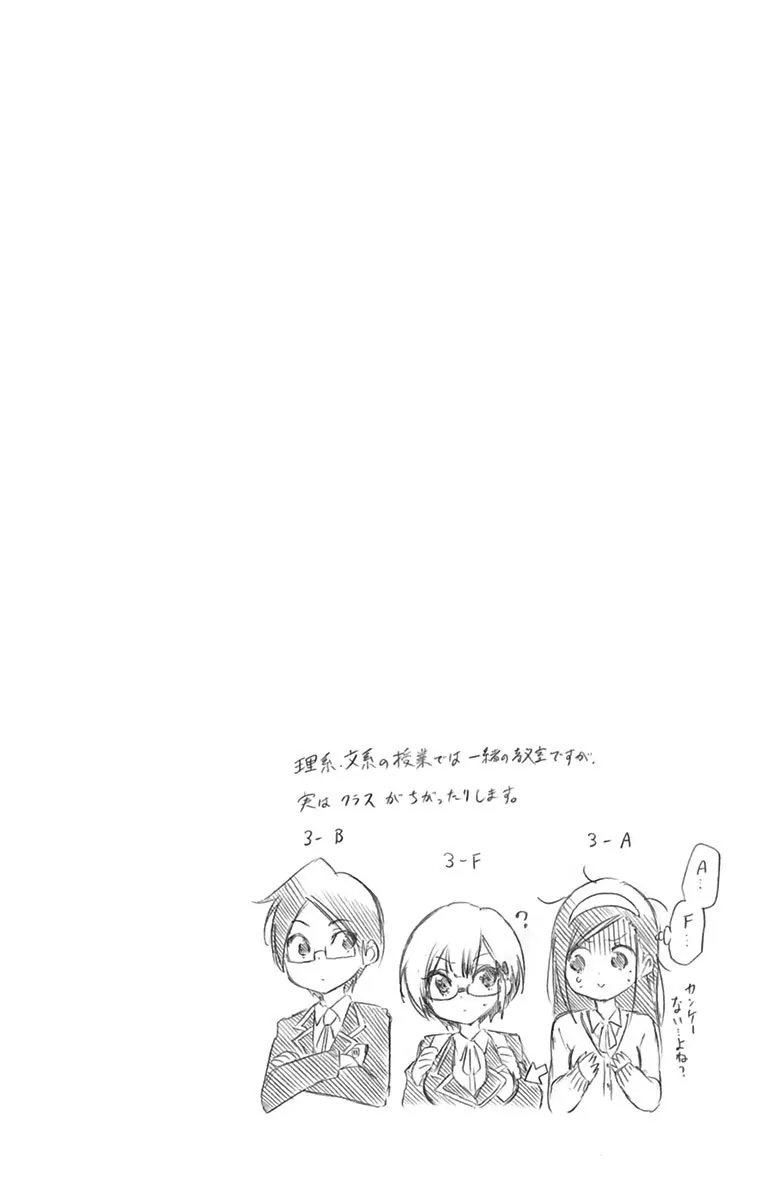 理系・文系の授業では一緒の教室ですが、
実はクラスがちがったりします。
3-B
3-F
3-A
?
A…
F…
カンケー
ない…よね?